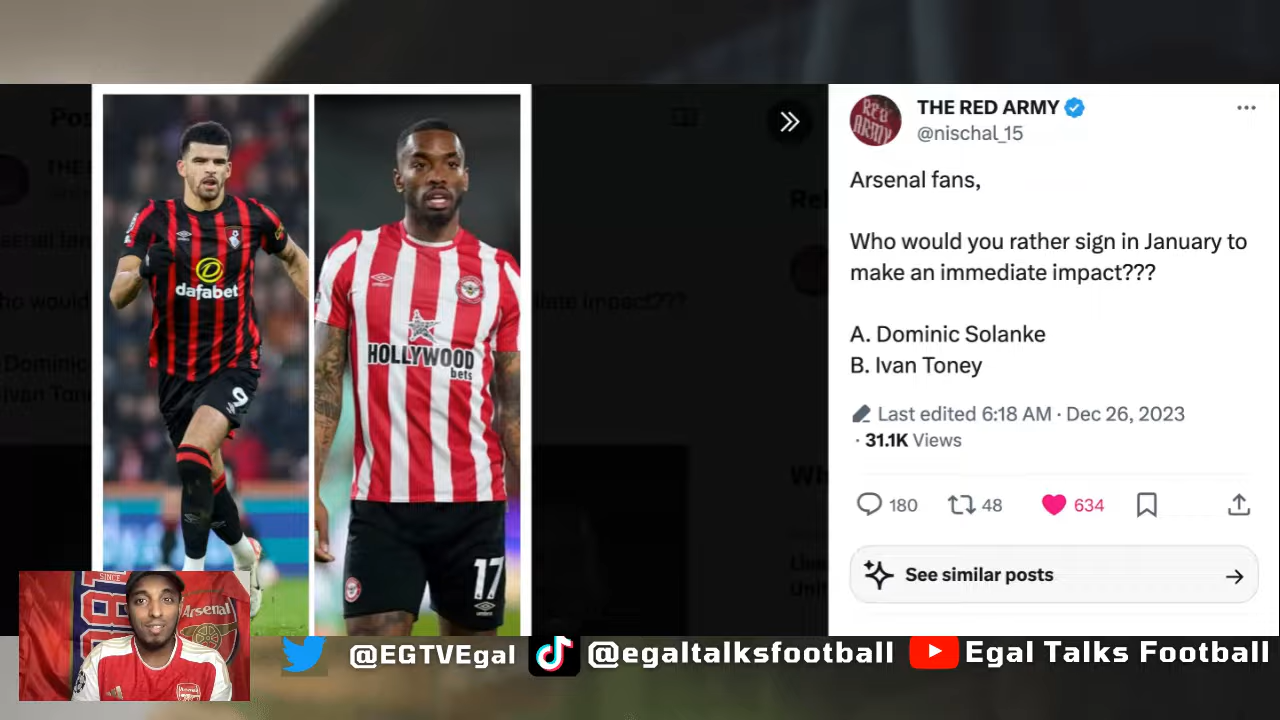 THE RED ARMY
@nischal_15
Arsenal fans,
Who would you rather sign in January to
make an immediate impact???
A. Dominic Solanke
B. Ivan Toney
Last edited 6:18 AM · Dec 26, 2023
· 31.1K Views
180
48
634
See similar posts
dafabet
9
HOLLYWOOD
bets
17
SINCE
Arsenal
@EGTVEgal
@egaltalksfootball
Egal Talks Football